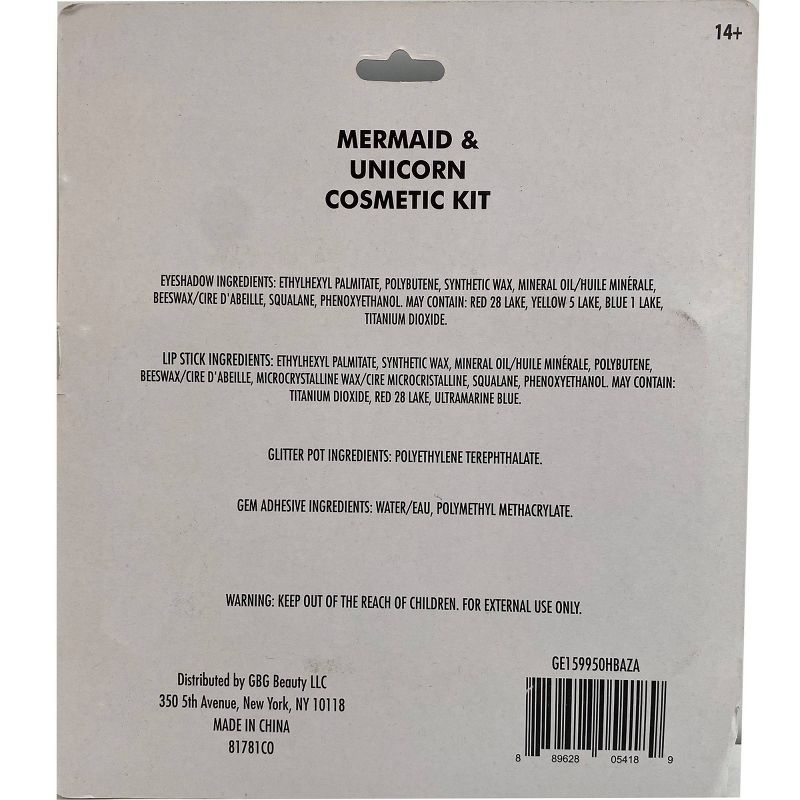 14+
MERMAID &
UNICORN
COSMETIC KIT
EYESHADOW INGREDIENTS: ETHYLHEXYL PALMITATE, POLYBUTENE, SYNTHETIC WAX, MINERAL OIL/HUILE MINÉRALE,
BEESWAX/CIRE D'ABEILLE, SQUALANE, PHENOXYETHANOL. MAY CONTAIN: RED 28 LAKE, YELLOW 5 LAKE, BLUE 1 LAKE,
TITANIUM DIOXIDE.
LIP STICK INGREDIENTS: ETHYLHEXYL PALMITATE, SYNTHETIC WAX, MINERAL OIL/HUILE MINÉRALE, POLYBUTENE,
BEESWAX/CIRE D'ABEILLE, MICROCRYSTALLINE WAX/CIRE MICROCRISTALLINE, SQUALANE, PHENOXYETHANOL. MAY CONTAIN:
TITANIUM DIOXIDE, RED 28 LAKE, ULTRAMARINE BLUE.
GLITTER POT INGREDIENTS: POLYETHYLENE TEREPHTHALATE.
GEM ADHESIVE INGREDIENTS: WATER/EAU, POLYMETHYL METHACRYLATE.
WARNING: KEEP OUT OF THE REACH OF CHILDREN. FOR EXTERNAL USE ONLY.
Distributed by GBG Beauty LLC
350 5th Avenue, New York, NY 10118
MADE IN CHINA
81781CO
GE159950HBAZA
8 89628 05418 9